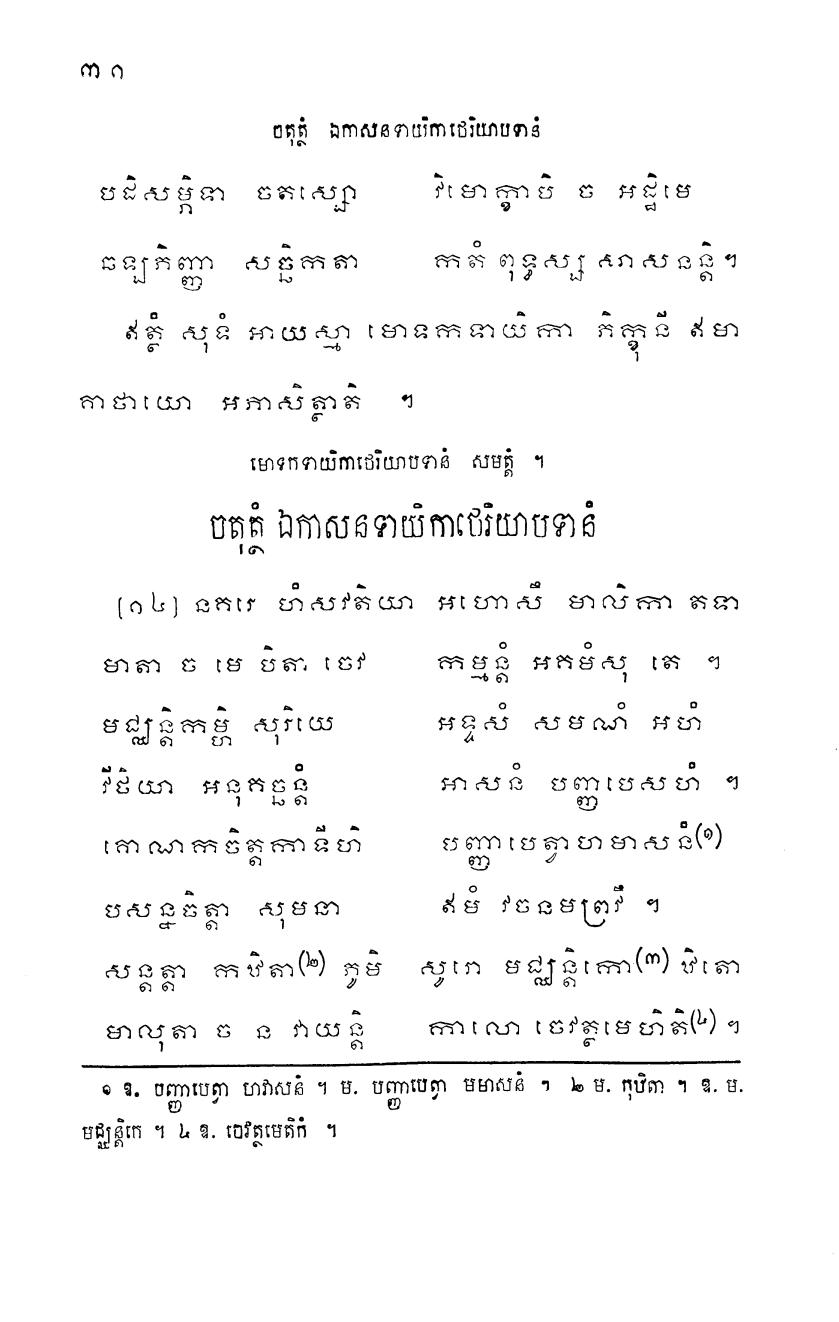 ៣១
ចតុត្ថំ ឯកាសនទាយិកាថេរិយាបទានំ
បដិសម្ភិទា ចតស្សោ វិមោក្ខាបិ ច អដ្ឋិមេ
ឆឡភិញ្ញា សច្ឆិកតា កតំ ពុទ្ធស្ស សាសនន្តិ។
ឥត្ថំ សុទំ អាយស្មា មោទកទាយិកា ភិក្ខុនី ឥមា
គាថាយោ អភាសិត្ថាតិ ។
មោទកទាយិកាថេរិយាបទានំ សមត្តំ ។
ចតុត្ថំ ឯកាសនទាយិកាថេរិយាបទានំ
[១៤] នគរេ ហំសវតិយា អហោសឹ មាលិកា តទា
មាតា ច មេ បិតា ចេវ កម្មន្តំ អគមំសុ តេ ។
មជ្ឈន្តិកម្ហិ សុរិយេ អទ្ទសំ សមណំ អហំ
វីថិយា អនុគច្ឆន្តំ អាសនំ បញ្ញបេសហំ ។
គោណកចិត្តកាទីហិ បញ្ញាបេត្វាហមាសនំ(១)
បសន្នចិត្តា សុមនា ឥមំ វចនមព្រវឹ ។
សន្តត្តា កឋិតា(២) ភូមិ សូរោ មជ្ឈន្តិកោ(៣) ឋិតោ
មាលុតា ច ន វាយន្តិ កាលោ ចេវត្ថមេហិតិ(៤) ។
១ ឱ. បញ្ញាបេត្វា ហវាសនំ ។ ម. បញ្ញាបេត្វា មមាសនំ ។ ២ ម. កុឋិតា ។ ឱ. ម.
មជ្ឈន្តិកេ ។ ៤ ឱ. ចេវត្ថមេតិកំ ។